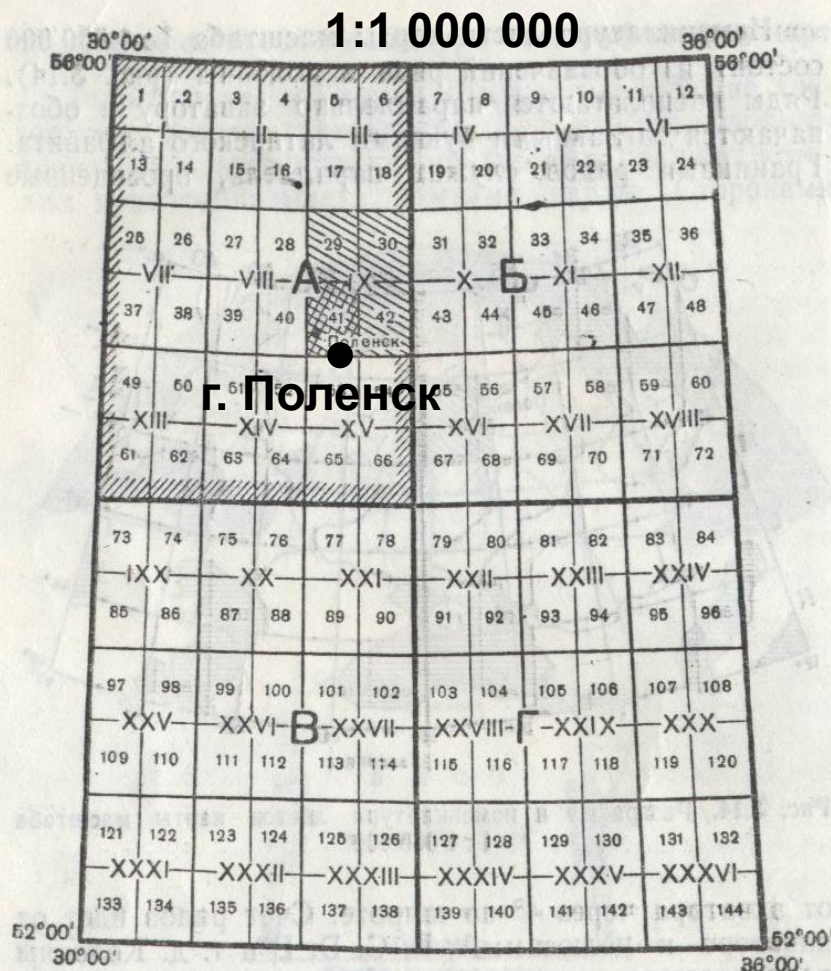 1:1 000 000
30°00' 36°00'
56°00' 56°00'
1 2 3 4 5 6 7 8 9 10 11 12
I II III IV V VI
13 14 15 16 17 18 19 20 21 22 23 24
25 26 27 28 29 30 31 32 33 34 35 36
VII VIII А IX X Б XI XII
37 38 39 40 41 42 43 44 45 46 47 48
Поленск
49 50 51 52 53 54 55 56 57 58 59 60
г. Поленск
XIII XIV XV XVI XVII XVIII
61 62 63 64 65 66 67 68 69 70 71 72
73 74 75 76 77 78 79 80 81 82 83 84
IXX XX XXI XXII XXIII XXIV
85 86 87 88 89 90 91 92 93 94 95 96
97 98 99 100 101 102 103 104 105 106 107 108
XXV XXVI В XXVII XXVIII Г XXIX XXX
109 110 111 112 113 114 115 116 117 118 119 120
121 122 123 124 125 126 127 128 129 130 131 132
XXXI XXXII XXXIII XXXIV XXXV XXXVI
133 134 135 136 137 138 139 140 141 142 143 144
52°00' 52°00'
30°00' 36°00'